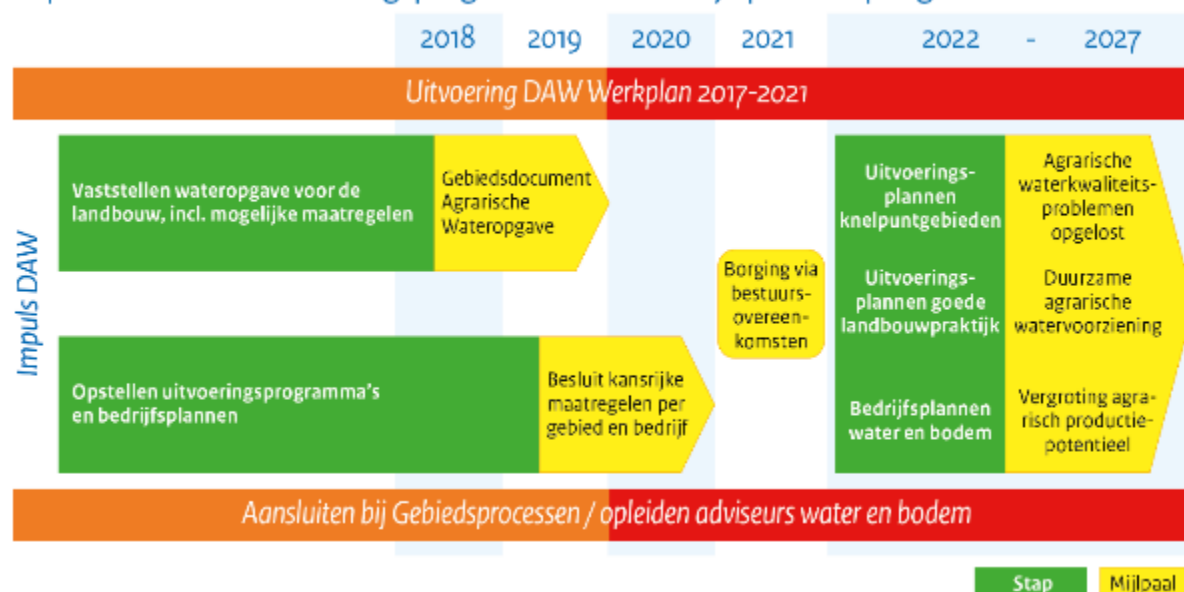 2018 2019 2020 2021 2022 - 2027
Uitvoering DAW Werkplan 2017-2021
Impuls DAW
Vaststellen wateropgave voor de
landbouw, incl. mogelijke maatregelen
Gebiedsdocument
Agrarische
Wateropgave
Opstellen uitvoeringsprogramma's
en bedrijfsplannen
Besluit kansrijke
maatregelen per
gebied en bedrijf
Borging via
bestuurs-
overeen-
komsten
Uitvoerings-
plannen
knelpuntgebieden
Uitvoerings-
plannen goede
landbouwpraktijk
Bedrijfsplannen
water en bodem
Agrarische
waterkwaliteits-
problemen
opgelost
Duurzame
agrarische
watervoorziening
Vergroting agra-
risch productie-
potentieel
Aansluiten bij Gebiedsprocessen / opleiden adviseurs water en bodem
Stap
Mijlpaal